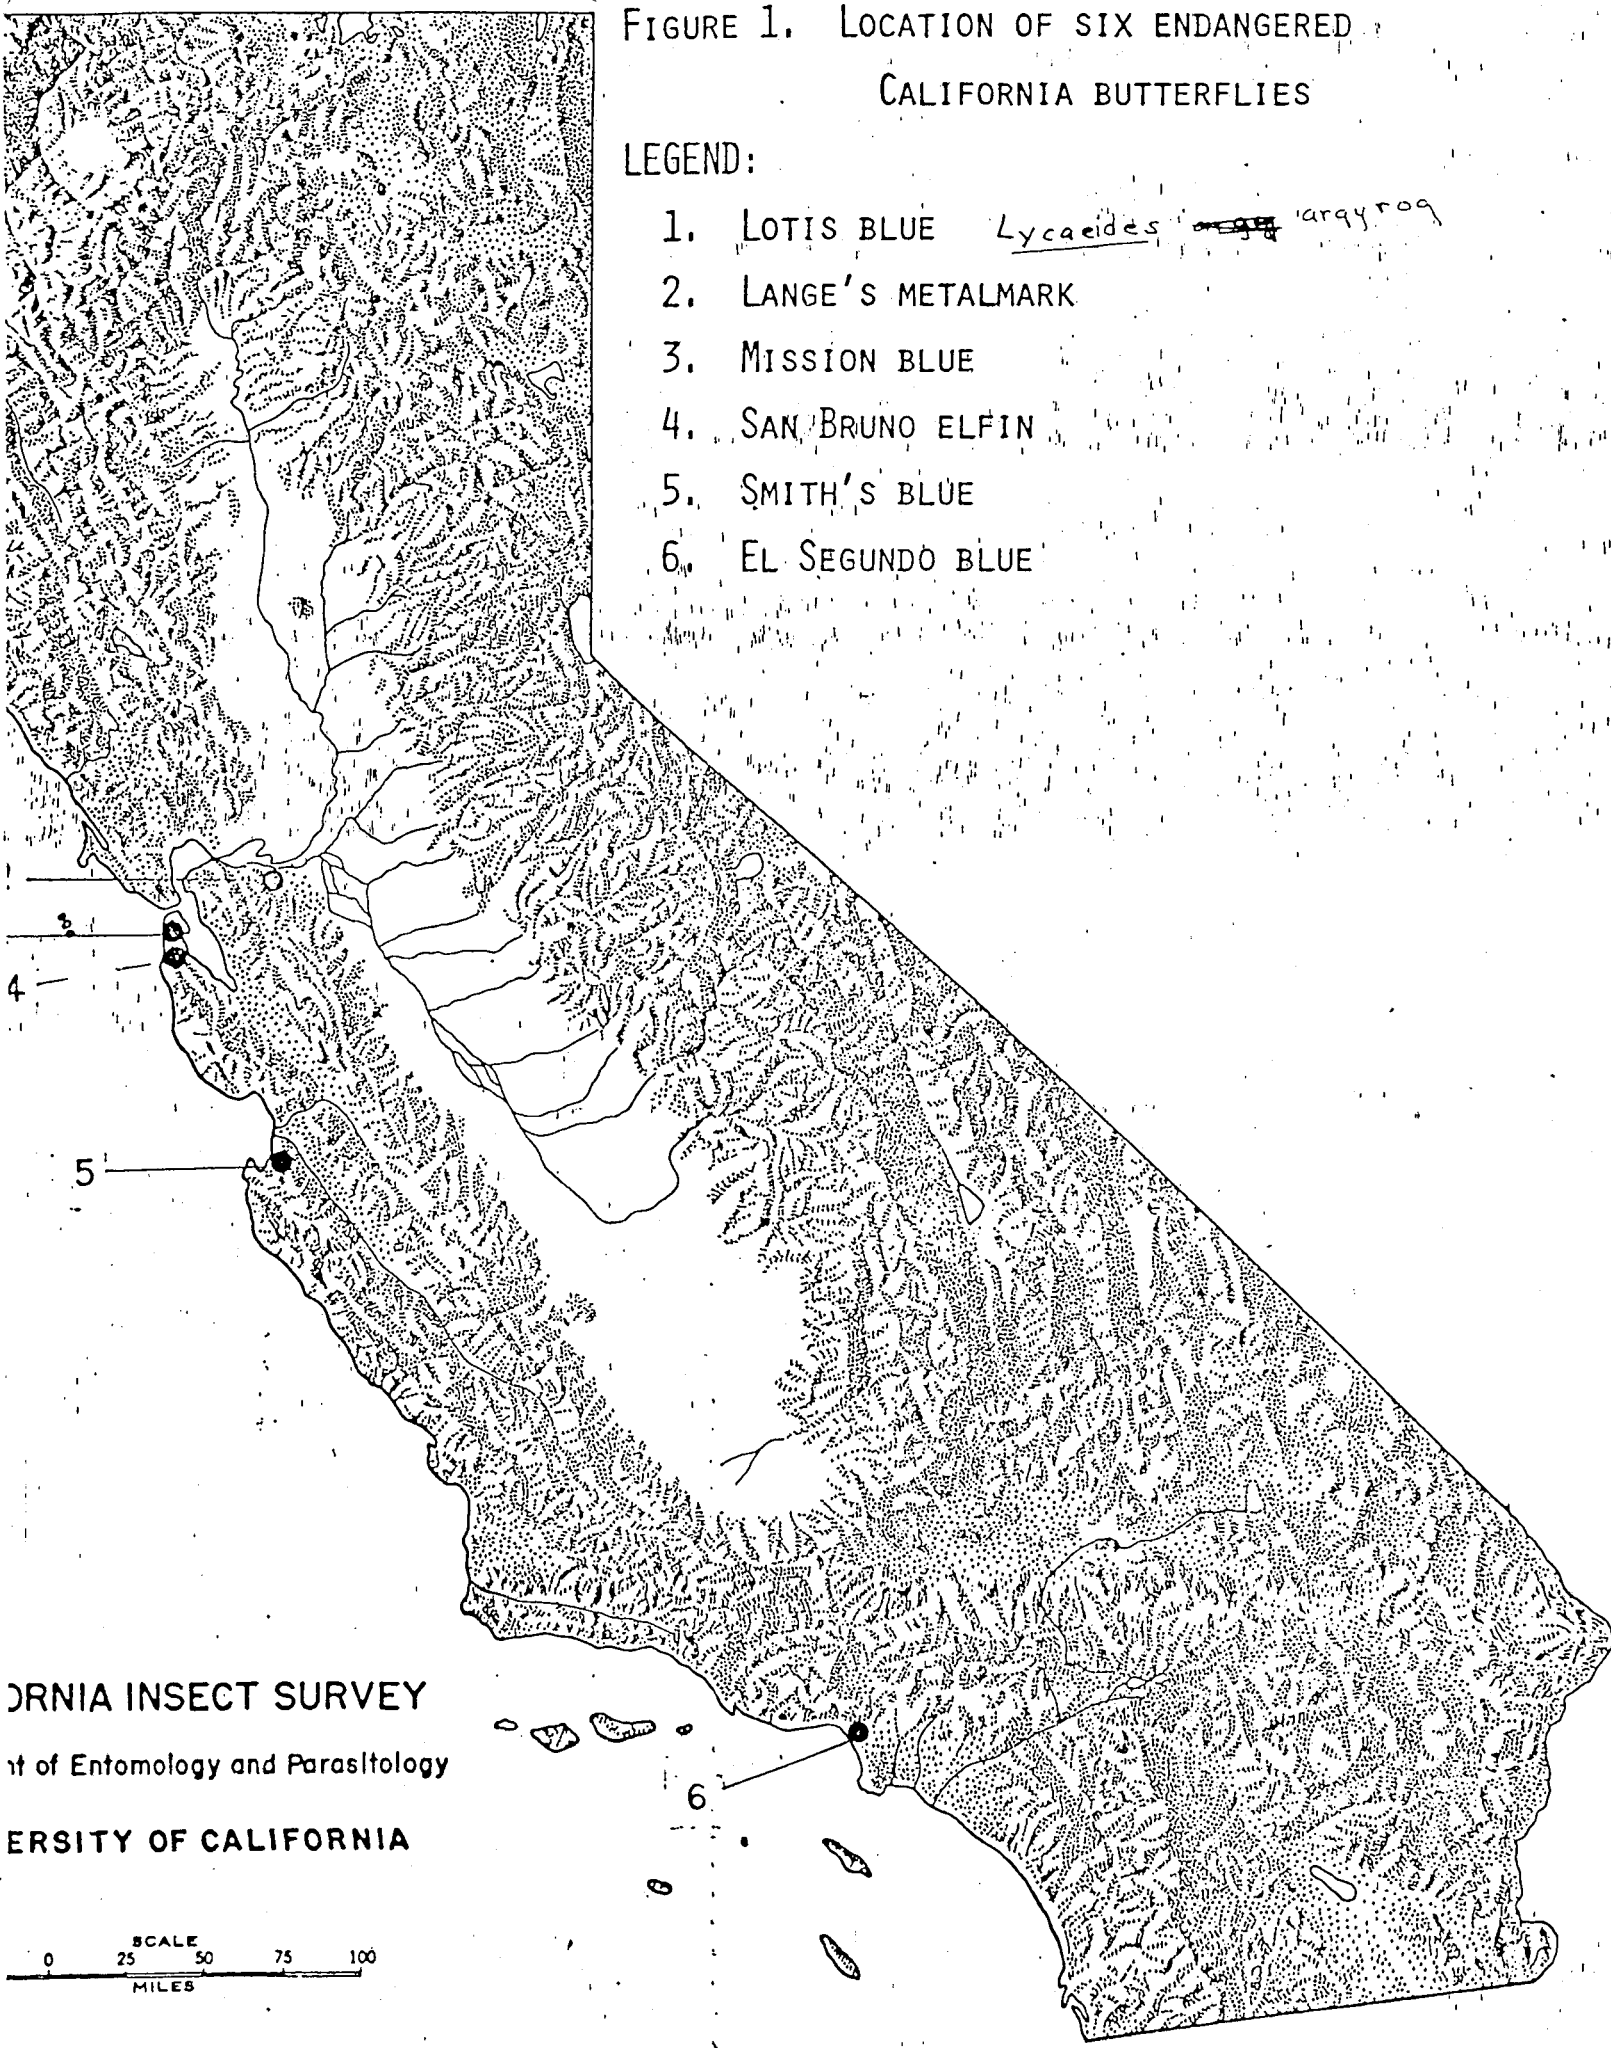 FIGURE 1. LOCATION OF SIX ENDANGERED
CALIFORNIA BUTTERFLIES
LEGEND:
1. LOTIS BLUE Lycaeides argyrog
2. LANGE'S METALMARK
3. MISSION BLUE
4. SAN BRUNO ELFIN
5. SMITH'S BLUE
6. EL SEGUNDO BLUE
4
5
6
ORNIA INSECT SURVEY
nt of Entomology and Parasitology
ERSITY OF CALIFORNIA
SCALE
0 25 50 75 100
MILES